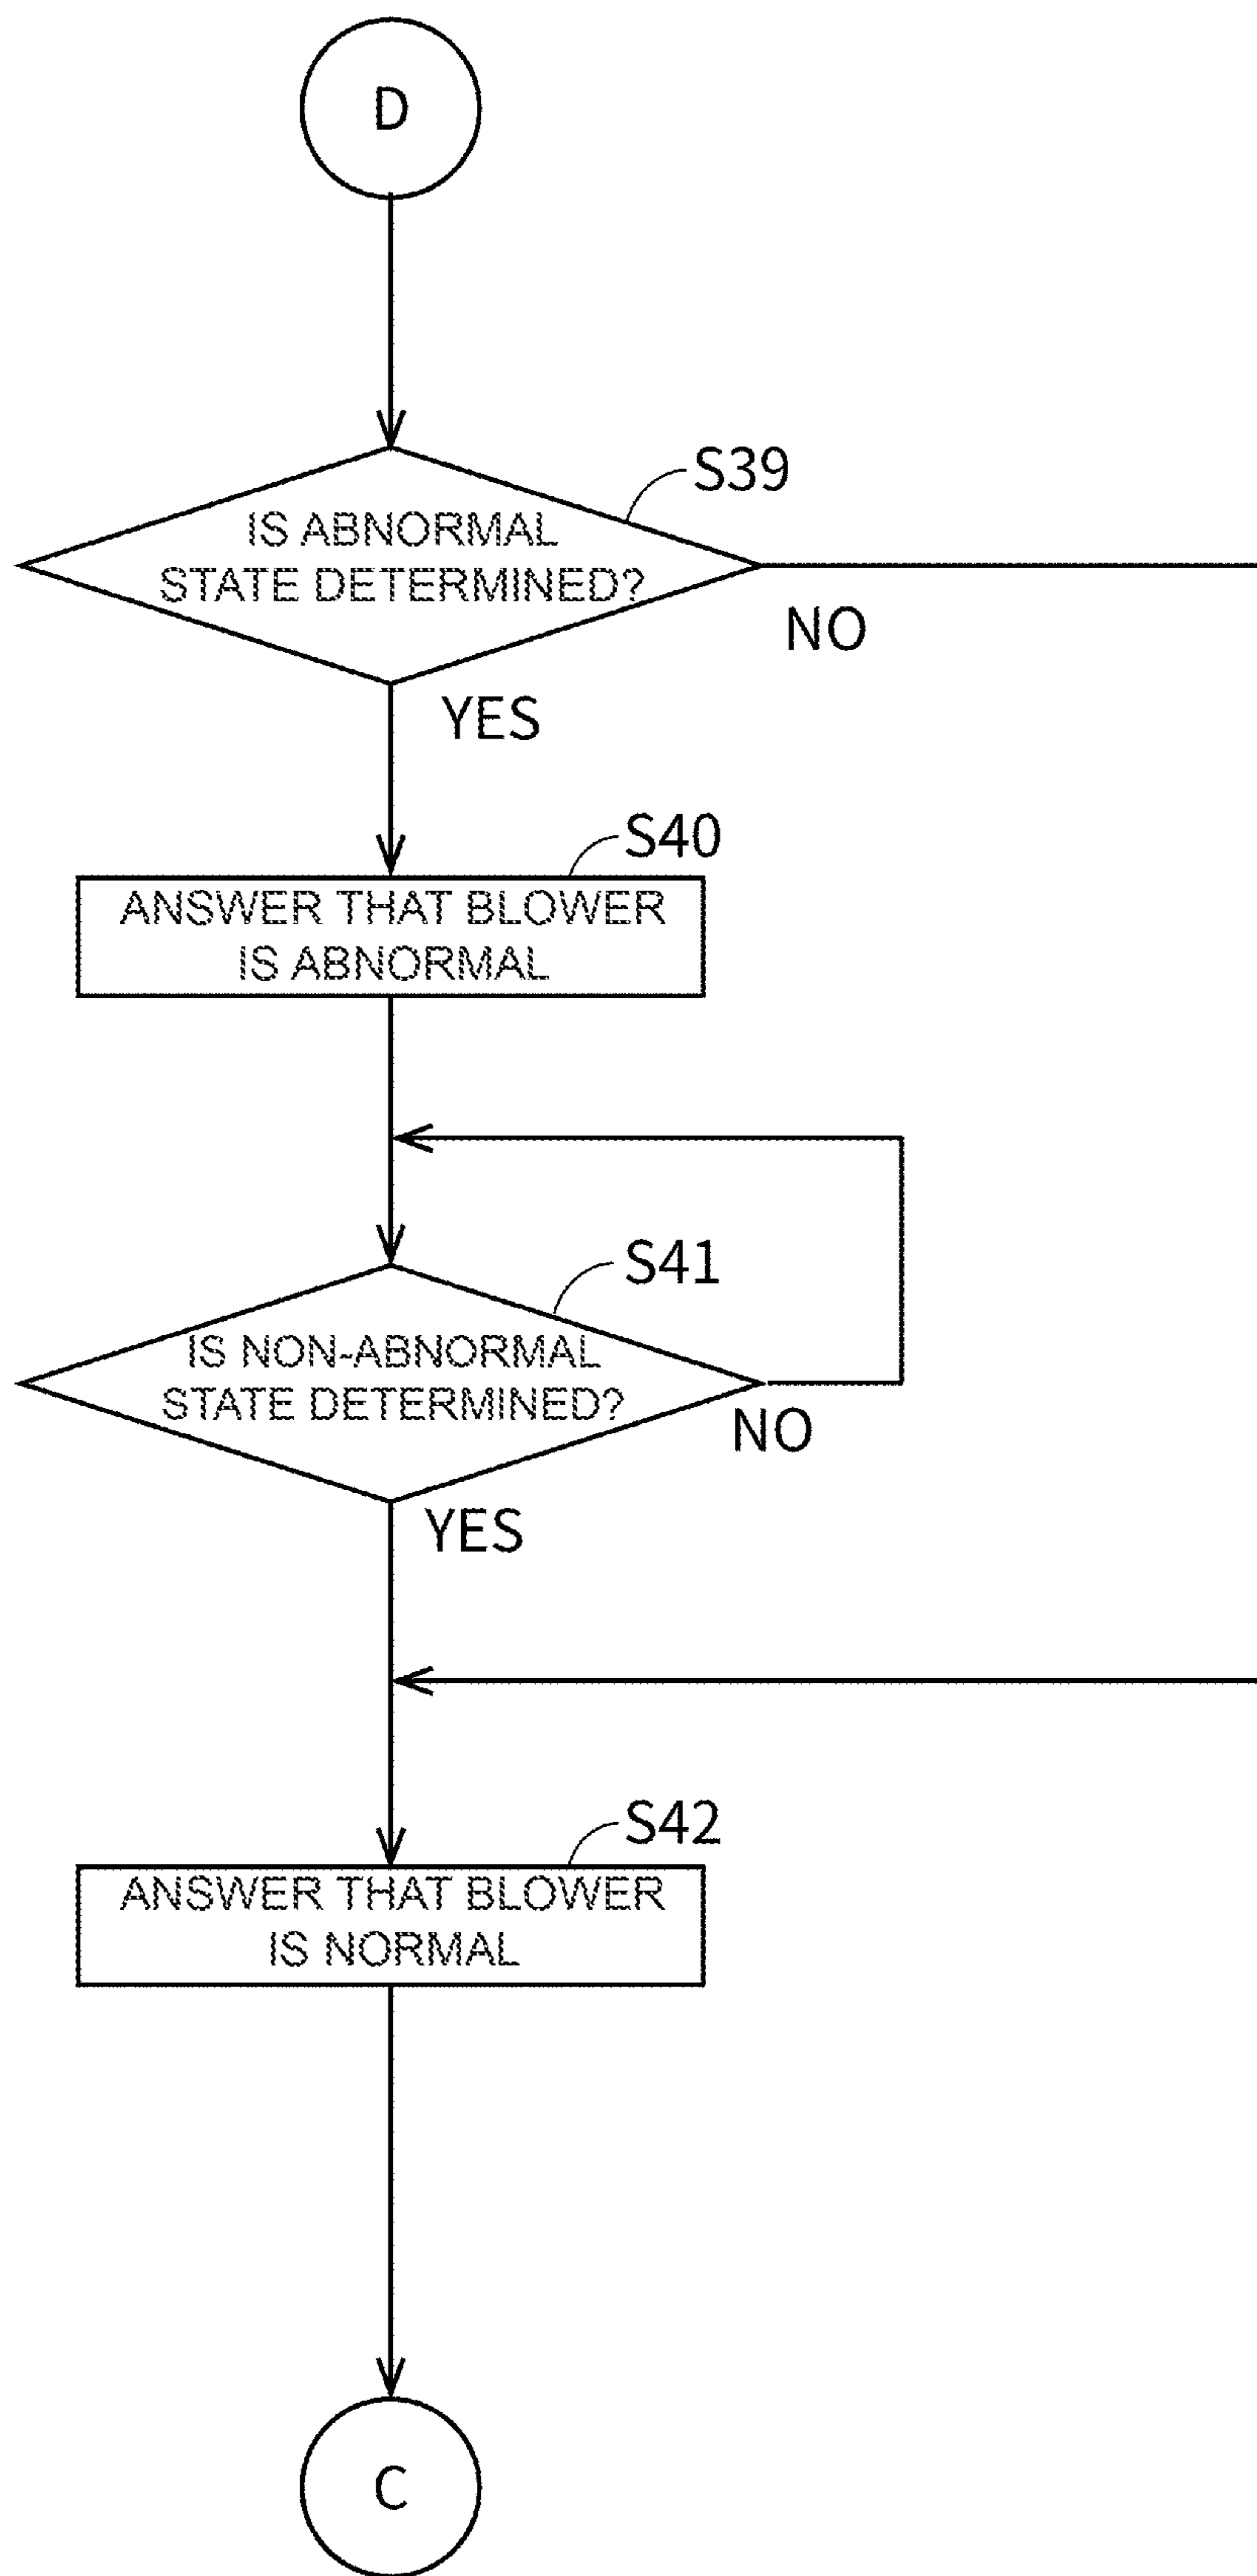 D
S39
IS ABNORMAL
STATE DETERMINED?
NO
YES
S40
ANSWER THAT BLOWER
IS ABNORMAL
S41
IS NON-ABNORMAL
STATE DETERMINED?
NO
YES
S42
ANSWER THAT BLOWER
IS NORMAL
C